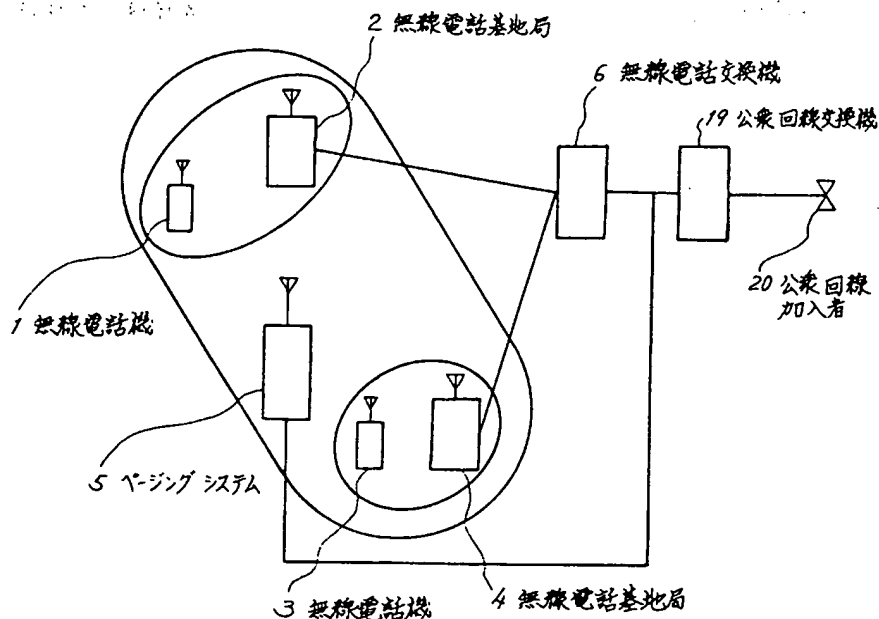 2 無線電話基地局
6 無線電話交換機
19 公衆回線交換機
20 公衆回線
加入者
1 無線電話機
5 ページング システム
3 無線電話機
4 無線電話基地局